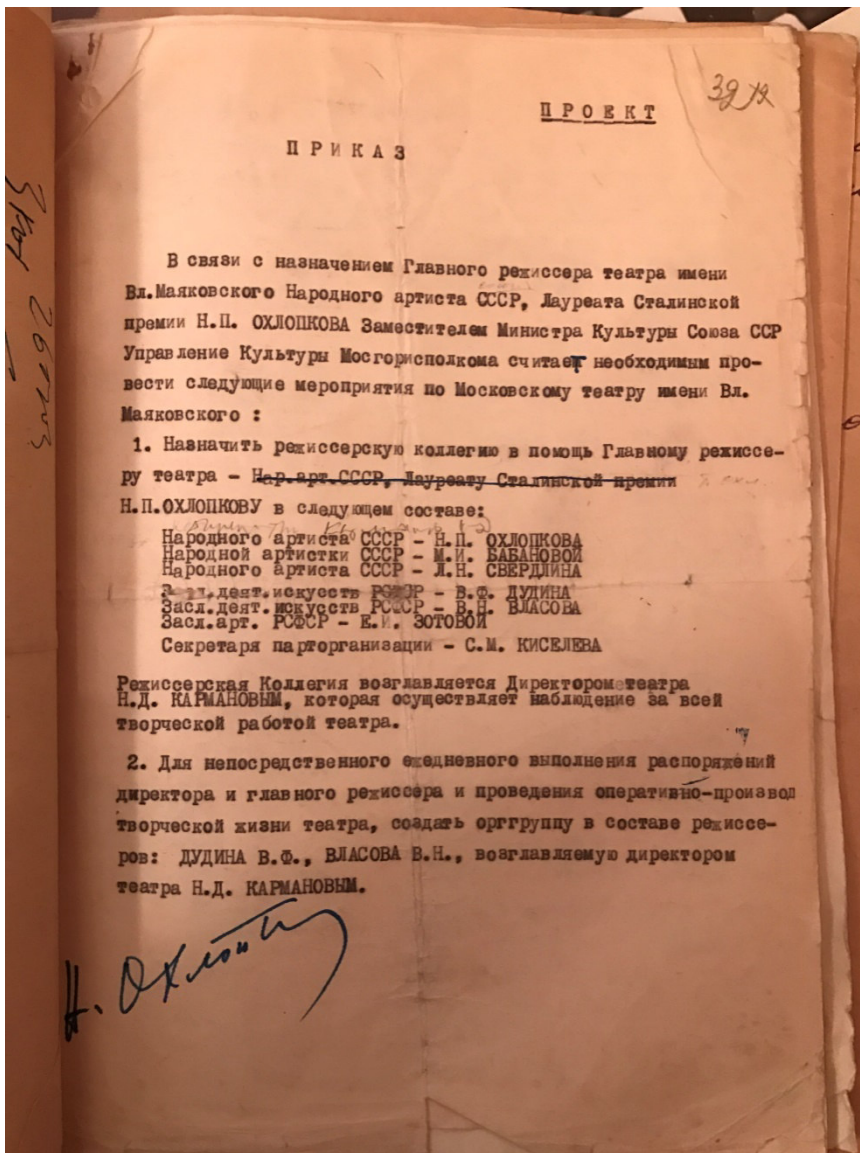 ПРОЕКТ
ПРИКАЗ
В связи с назначением Главного режиссера театра имени
Вл.Маяковского Народного артиста СССР, Лауреата Сталинской
премии Н.П. ОХЛОПКОВА Заместителем Министра Культуры Союза ССР
Управление Культуры Мосгорисполкома считает необходимым про-
вести следующие мероприятия по Московскому театру имени Вл.
Маяковского :
1. Назначить режиссерскую коллегию в помощь Главному режиссе-
ру театра - Нар.арт.СССР, Лауреату Сталинской премии
Н.П.ОХЛОПКОВУ в следующем составе:
Народного артиста СССР - Н.П. ОХЛОПКОВА
Народной артистки СССР - М.И. БАБАНОВОЙ
Народного артиста СССР - Л.Н. СВЕРДЛИНА
Засл.деят.искусств РСФСР - В.Ф. ДУДИНА
Засл.деят.искусств РСФСР - В.Н. ВЛАСОВА
Засл.арт. РСФСР - Е.И. ЗОТОВОЙ
Секретаря парторганизации - С.М. КИСЕЛЕВА
Режиссерская Коллегия возглавляется Директором театра
Н.Д. КАРМАНОВЫМ, которая осуществляет наблюдение за всей
творческой работой театра.
2. Для непосредственного ежедневного выполнения распоряжений
директора и главного режиссера и проведения оперативно-производ
творческой жизни театра, создать орггруппу в составе режиссе-
ров: ДУДИНА В.Ф., ВЛАСОВА В.Н., возглавляемую директором
театра Н.Д. КАРМАНОВЫМ.
Н. Охлопк